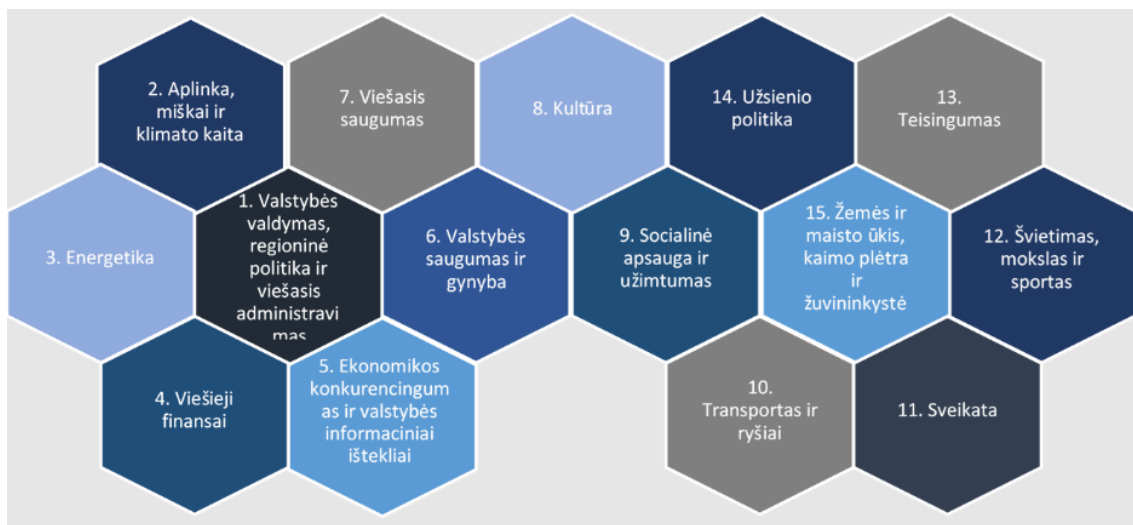 2. Aplinka,
miškai ir
klimato kaita
7. Viešasis
saugumas
8. Kultūra
14. Užsienio
politika
13.
Teisingumas
3. Energetika
1. Valstybės
valdymas,
regioninė
politika ir
viešasis
administravi
mas
6. Valstybės
saugumas ir
gynyba
9. Socialinė
apsauga ir
užimtumas
15. Žemės ir
maisto ūkis,
kaimo plėtra
ir
žuvininkystė
12. Švietimas,
mokslas ir
sportas
4. Viešieji
finansai
5. Ekonomikos
konkurencingum
as ir valstybės
informaciniai
ištekliai
10.
Transportas ir
ryšiai
11. Sveikata